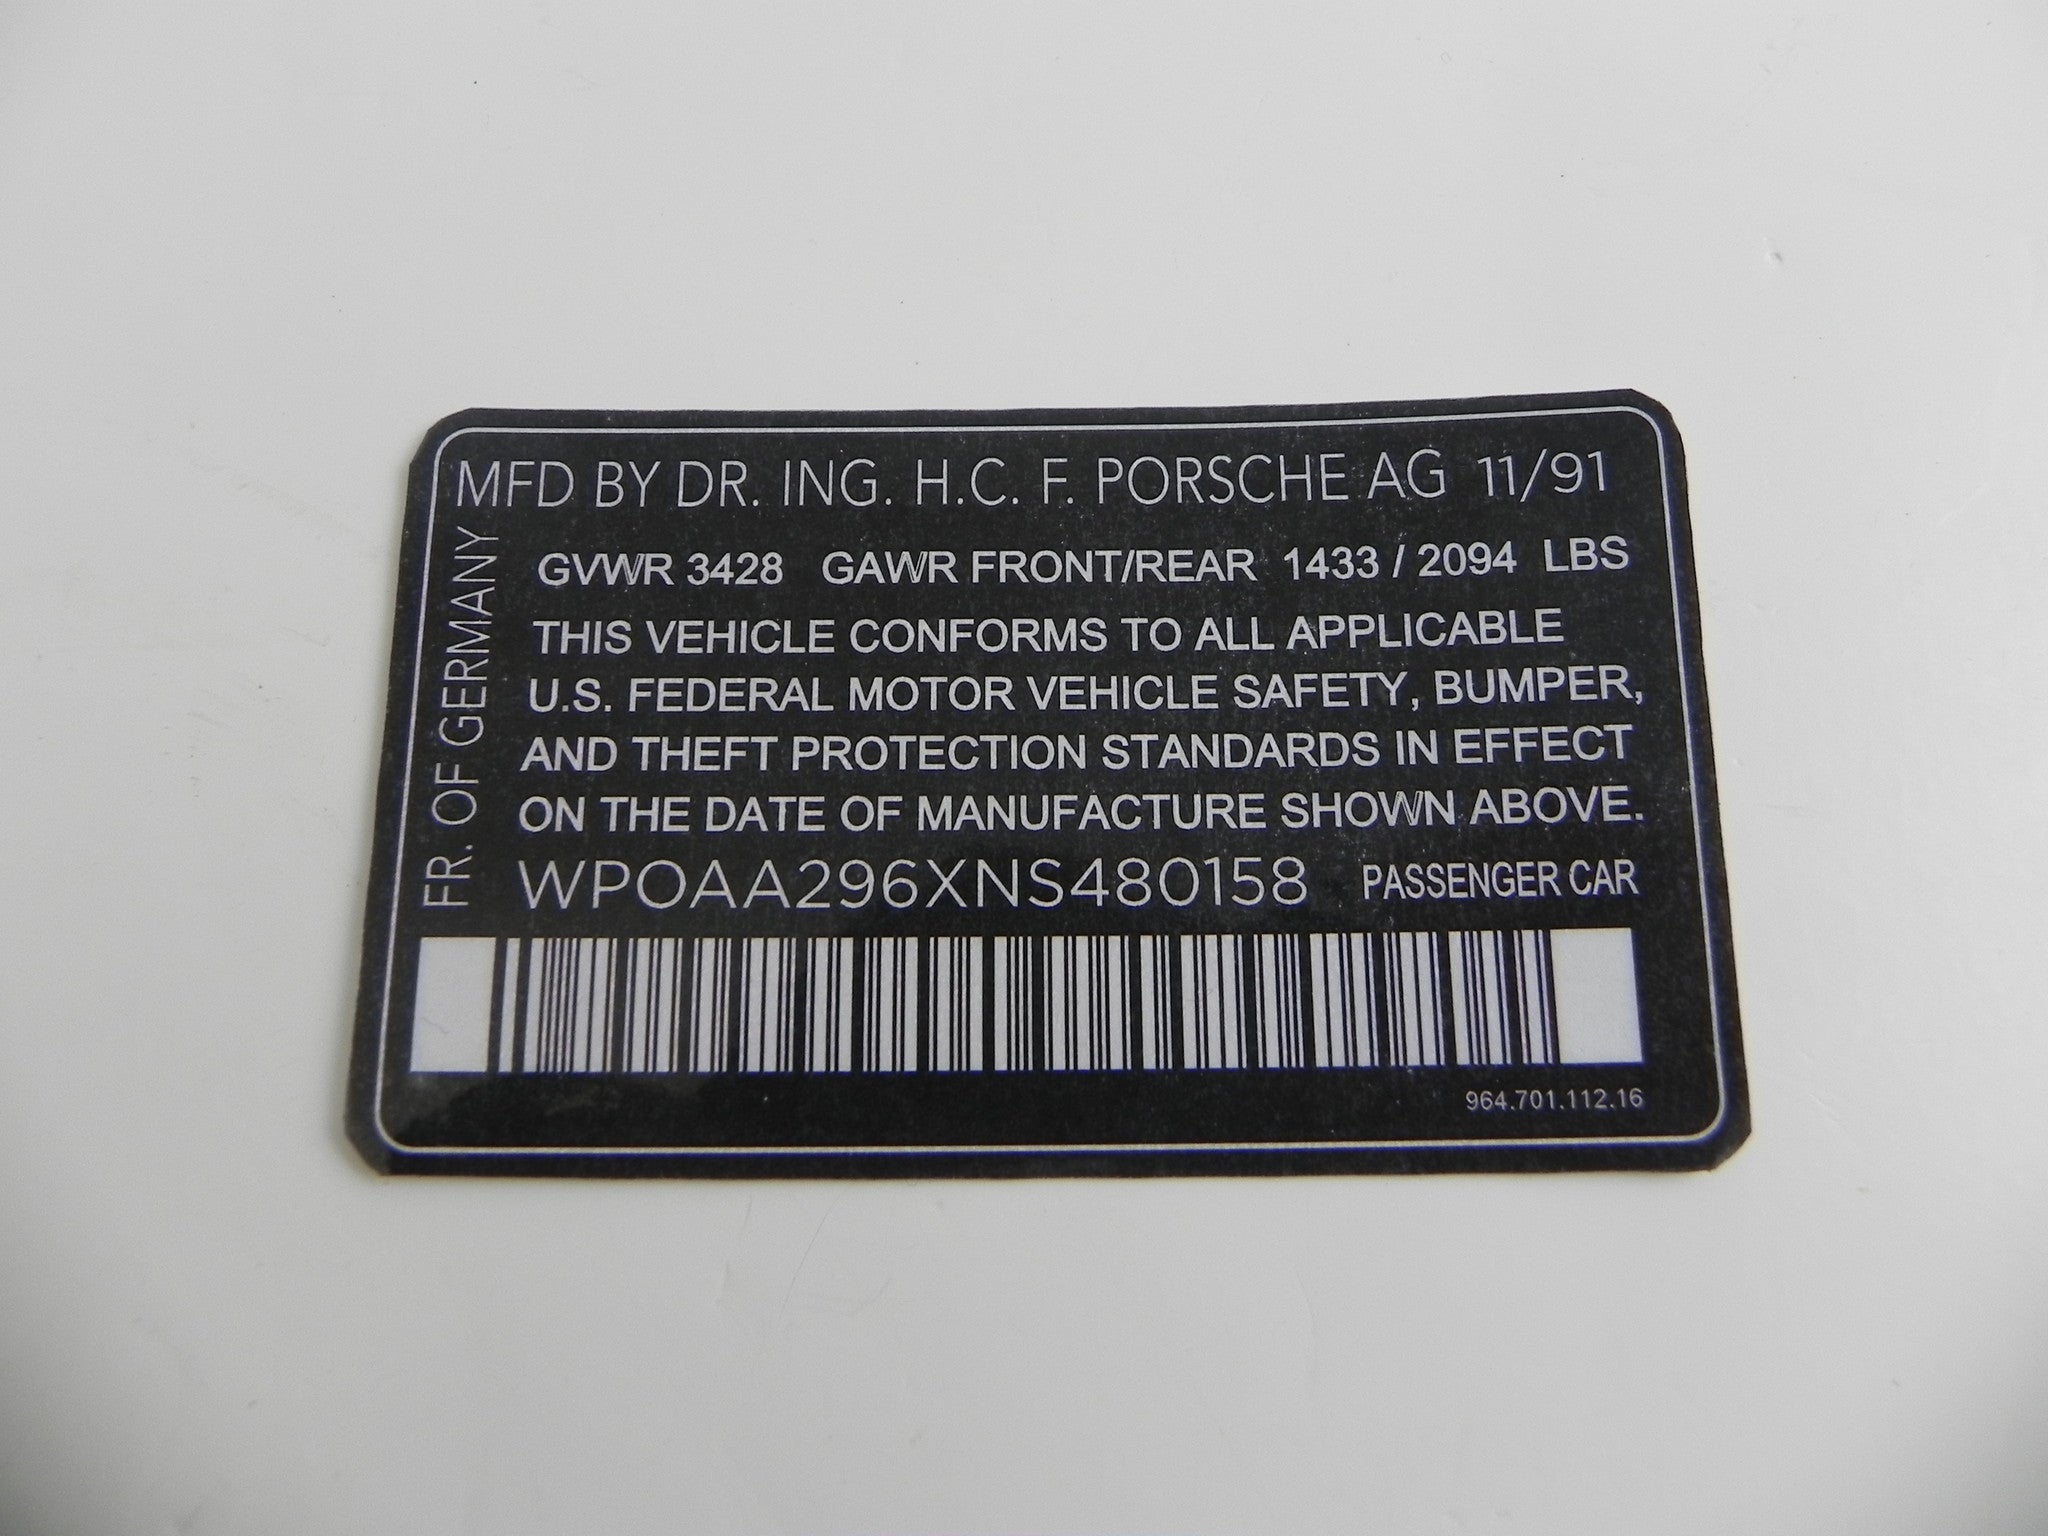 MFD BY DR. ING. H.C. F. PORSCHE AG 11/91
FR. OF GERMANY
GVWR 3428 GAWR FRONT/REAR 1433 / 2094 LBS
THIS VEHICLE CONFORMS TO ALL APPLICABLE
U.S. FEDERAL MOTOR VEHICLE SAFETY, BUMPER,
AND THEFT PROTECTION STANDARDS IN EFFECT
ON THE DATE OF MANUFACTURE SHOWN ABOVE.
WPOAA296XNS480158 PASSENGER CAR
964.701.112.16